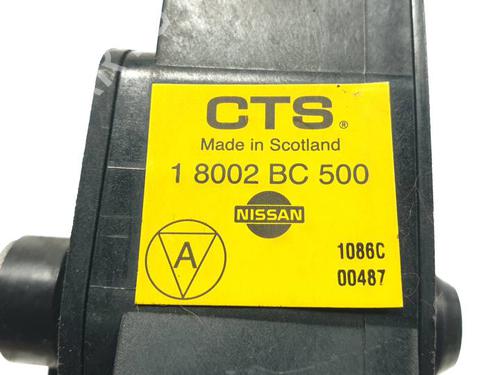 CTS®
Made in Scotland
1 8002 BC 500
NISSAN
A
1086C
00487